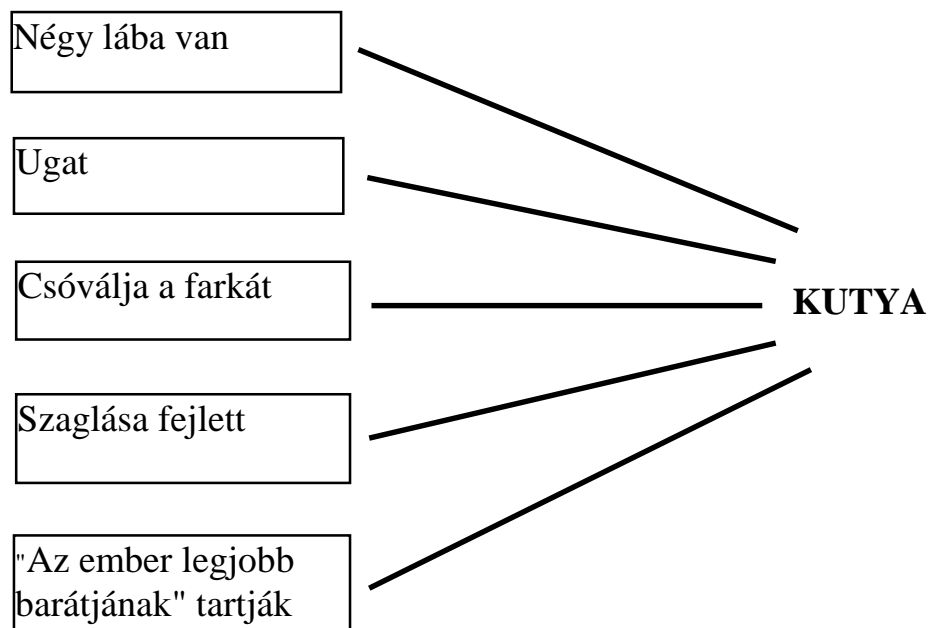 Négy lába van
Ugat
Csóválja a farkát
KUTYA
Szaglása fejlett
"Az ember legjobb
barátjának" tartják